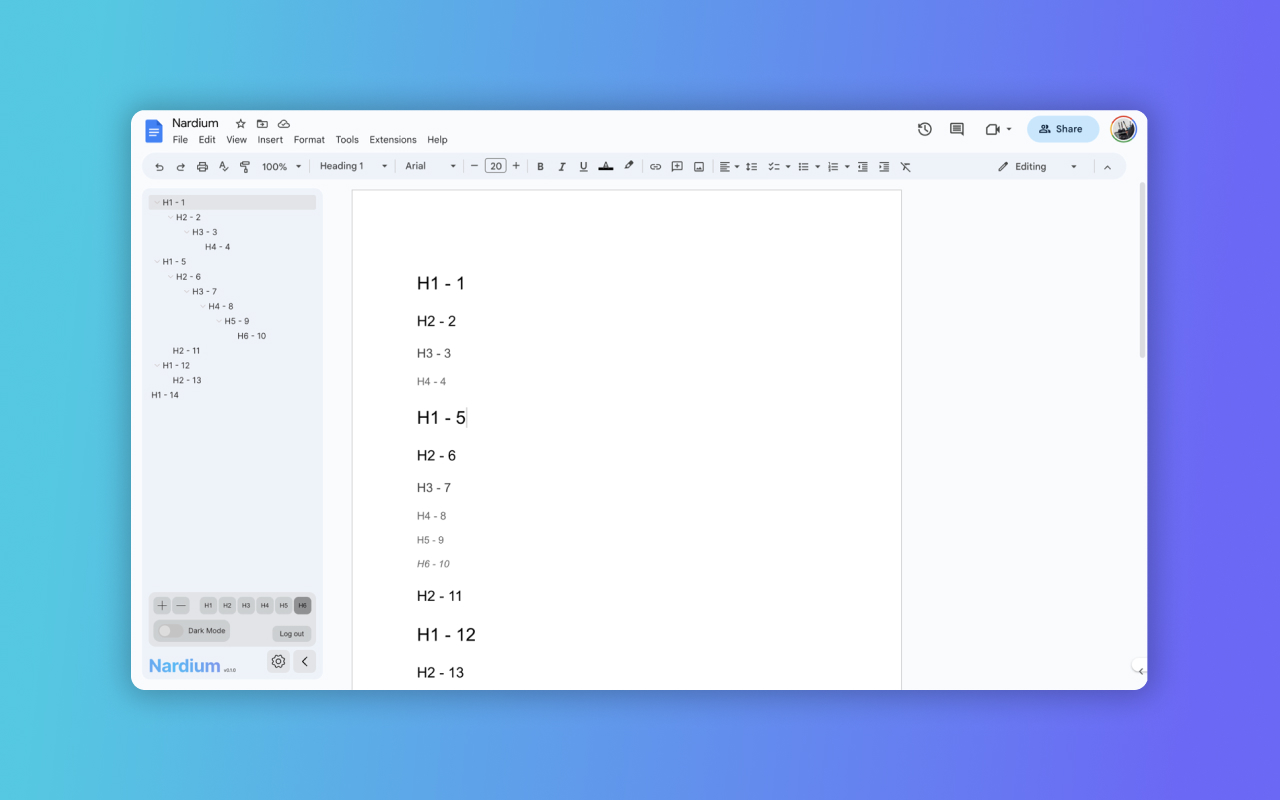 Nardium
File Edit View Insert Format Tools Extensions Help
Share
100% Heading 1 Arial 20 B I U A Editing
H1 - 1
H2 - 2
H3 - 3
H4 - 4
H1 - 5
H2 - 6
H3 - 7
H4 - 8
H5 - 9
H6 - 10
H2 - 11
H1 - 12
H2 - 13
H1 - 14
H1 H2 H3 H4 H5 H6
Dark Mode Log out
Nardium
H1 - 1
H2 - 2
H3 - 3
H4 - 4
H1 - 5
H2 - 6
H3 - 7
H4 - 8
H5 - 9
H6 - 10
H2 - 11
H1 - 12
H2 - 13